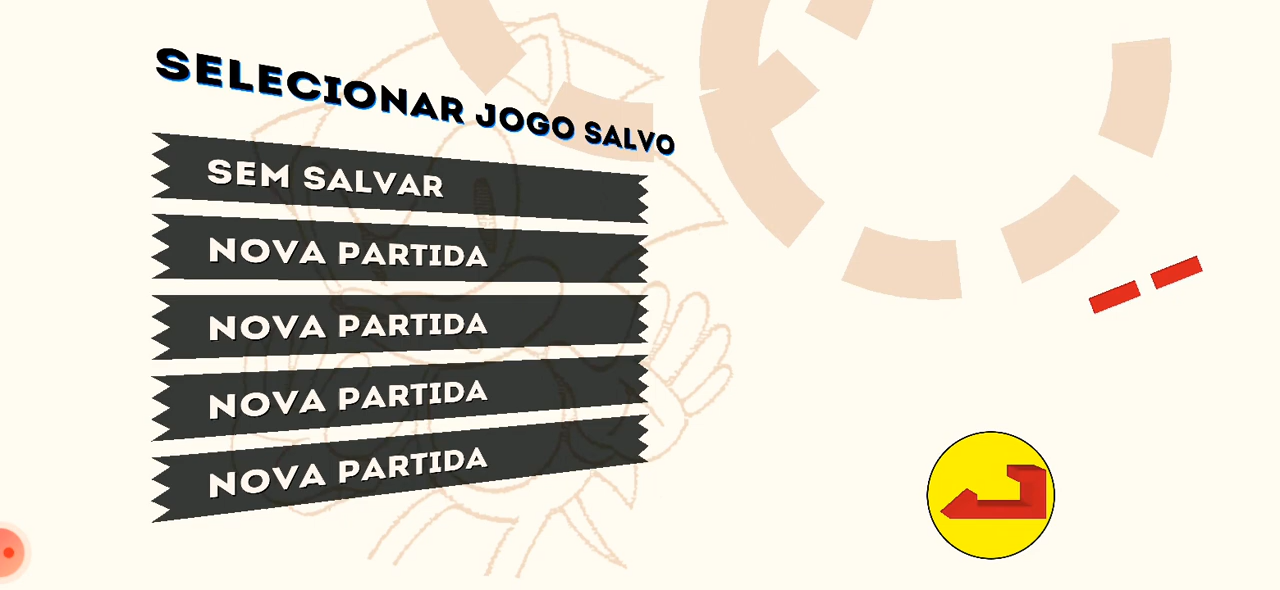 SELECIONAR JOGO SALVO
SEM SALVAR
NOVA PARTIDA
NOVA PARTIDA
NOVA PARTIDA
NOVA PARTIDA